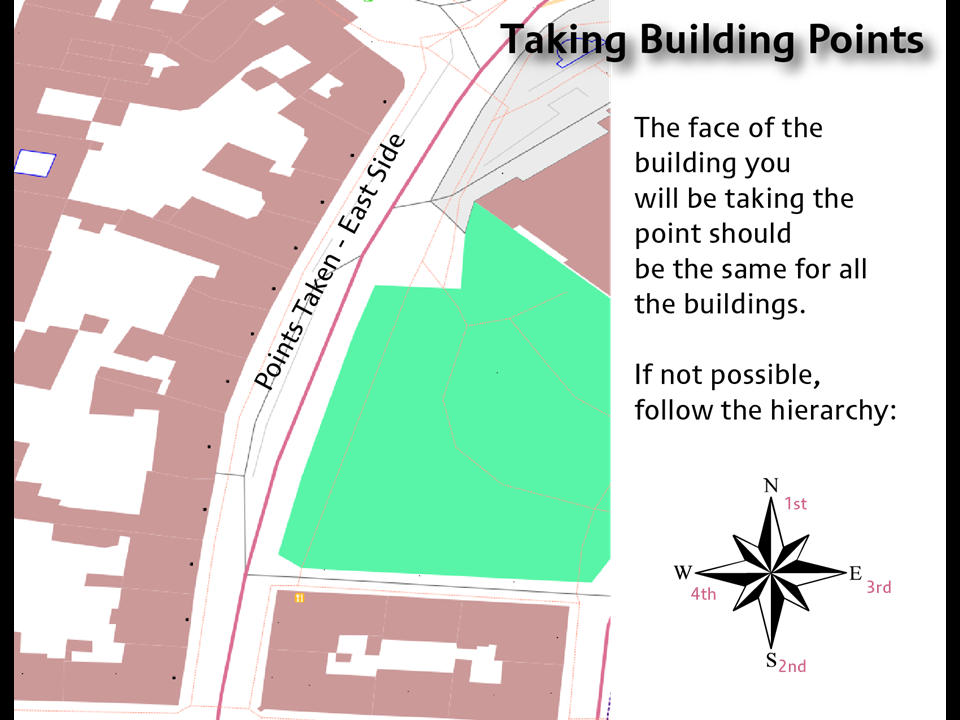 Taking Building Points
The face of the
building you
will be taking the
point should
be the same for all
the buildings.
If not possible,
follow the hierarchy:
Points Taken - East Side
11
N
1st
W
E
4th
3rd
S
2nd